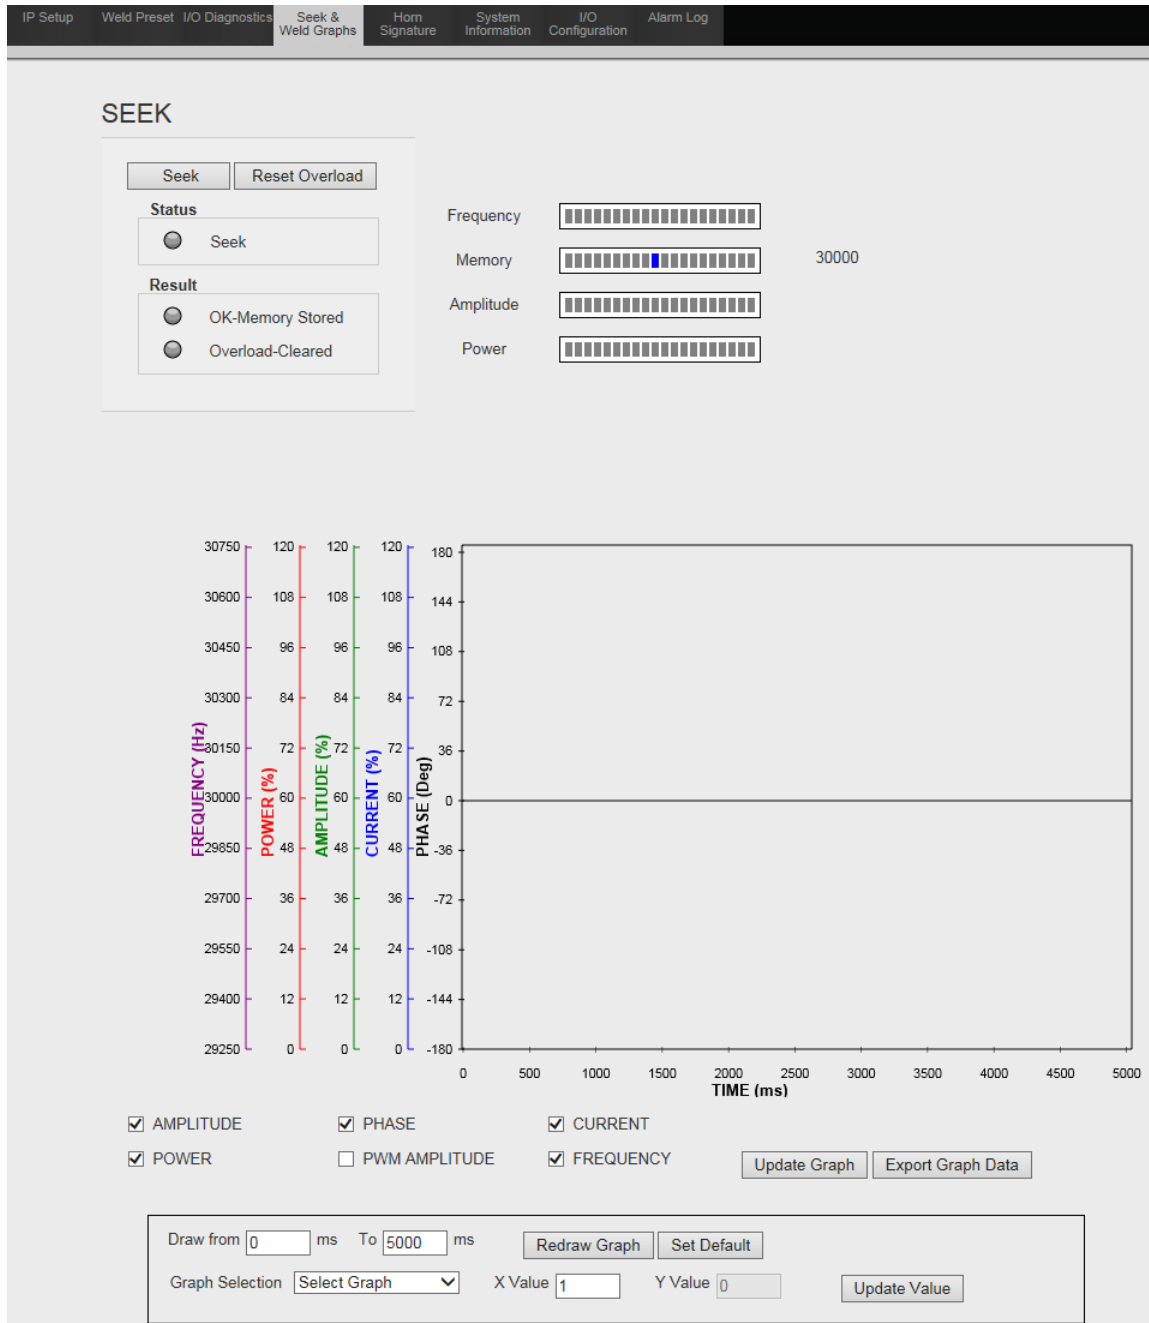 IP Setup Weld Preset I/O Diagnostics Seek & Horn System I/O Alarm Log
Weld Graphs Signature Information Configuration
SEEK
Seek Reset Overload
Status
Seek
Result
OK-Memory Stored
Overload-Cleared
Frequency
Memory 30000
Amplitude
Power
30750 120 120 120 180
30600 108 108 108 144
30450 96 96 96 108
30300 84 84 84 72
30150 72 72 72 36
30000 60 60 60 0
29850 48 48 48 -36
29700 36 36 36 -72
29550 24 24 24 -108
29400 12 12 12 -144
29250 0 0 0 -180
FREQUENCY (Hz)
POWER (%)
AMPLITUDE (%)
CURRENT (%)
PHASE (Deg)
0 500 1000 1500 2000 2500 3000 3500 4000 4500 5000
TIME (ms)
AMPLITUDE PHASE CURRENT
POWER PWM AMPLITUDE FREQUENCY Update Graph Export Graph Data
Draw from 0 ms To 5000 ms Redraw Graph Set Default
Graph Selection Select Graph X Value 1 Y Value 0 Update Value